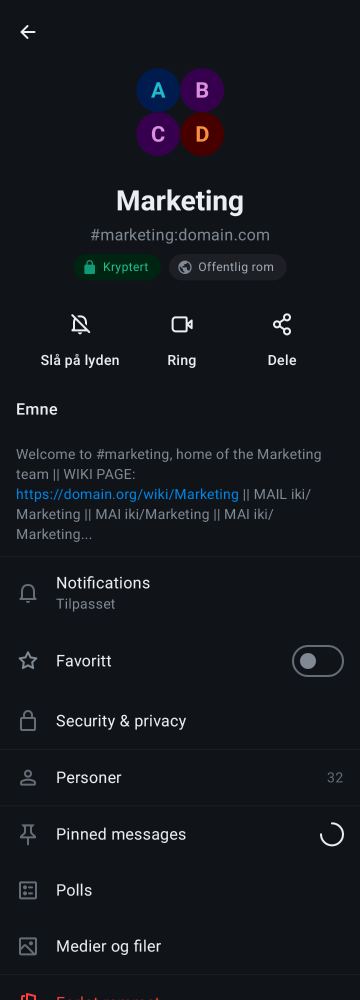 A B
C D
Marketing
#marketing:domain.com
Kryptert Offentlig rom
Slå på lyden Ring Dele
Emne
Welcome to #marketing, home of the Marketing
team || WIKI PAGE:
https://domain.org/wiki/Marketing || MAIL iki/
Marketing || MAI iki/Marketing || MAI iki/
Marketing...
Notifications
Tilpasset
Favoritt
Security & privacy
Personer 32
Pinned messages
Polls
Medier og filer